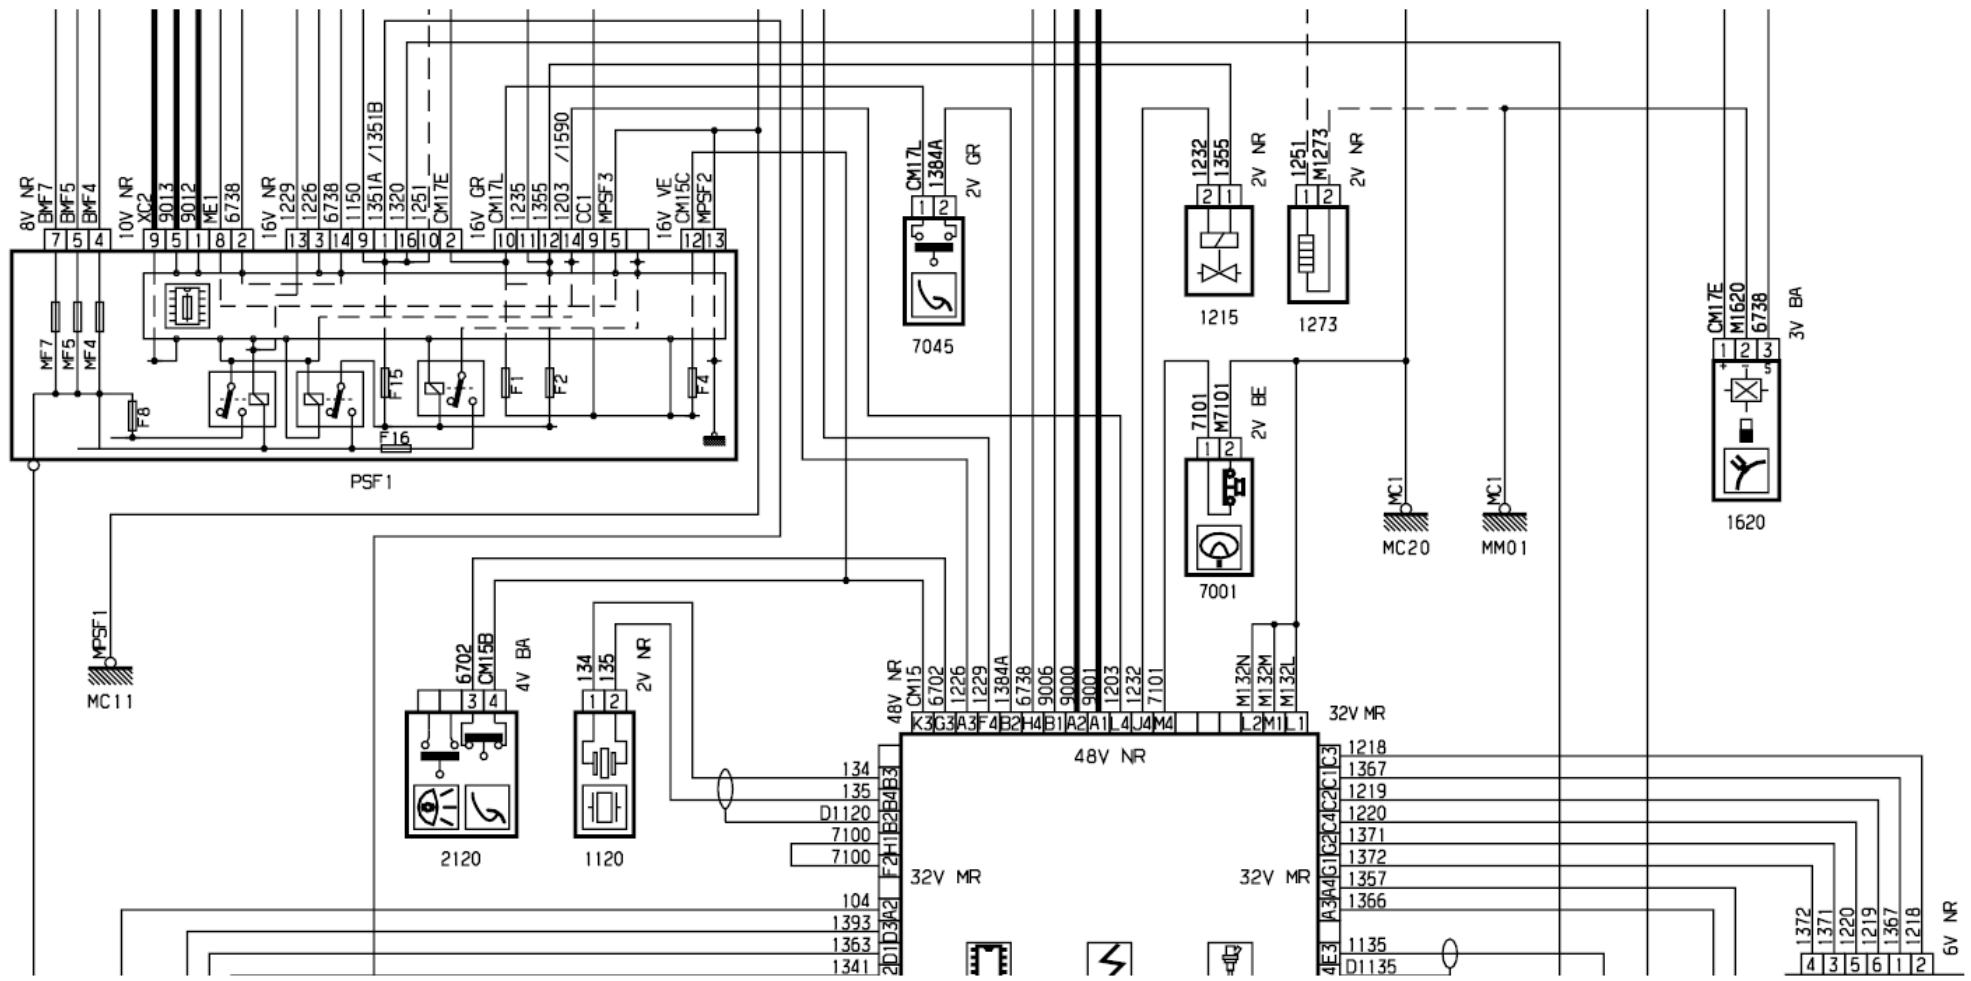 8V NR
BMF7
BMF5
BMF4
10V NR
XC2
9013
9012
ME1
6738
16V NR
1229
1226
6738
1150
1351A /1351B
1320
1251
CM17E
16V GR
CM17L
1235
1355
1203 /1590
CC1
MPSF3
16V VE
CM15C
MPSF2
7 5 4
9 5 1 8 2
13 3 14 9 1 16 10 2
10 11 12 14 9 5
12 13
MF7
MF5
MF4
F8
F15
F16
F1
F2
F4
PSF1
CM17L
1384A
2V GR
1 2
7045
1232
1355
2V NR
2 1
1215
1251
M1273
2V NR
1 2
1273
CM17E
M1620
6738
3V BA
1 2 3
+ - S
1620
7101
M7101
2V BE
1 2
7001
MC1
MC20
MC1
MM01
MPSF1
MC11
6702
CM15B
4V BA
3 4
2120
134
135
2V NR
1 2
1120
48V NR
CM15
6702
1226
1229
1384A
6738
9006
9000
9001
1203
1232
7101
M132N
M132M
M132L
32V MR
K3 G3 A3 F4 B2 H4 B1 A2 A1 L4 J4 M4 L2 M1 L1
48V NR
134 B3
135 B4
D1120 B2
7100 H1
7100 F2
32V MR
104 A2
1393 D3
1363 D1
1341
32V MR
C3 1218
C1 1367
C2 1219
C4 1220
G2 1371
G1 1372
A4 1357
A3 1366
E3 1135
D1135
1372
1371
1220
1219
1367
1218
6V NR
4 3 5 6 1 2